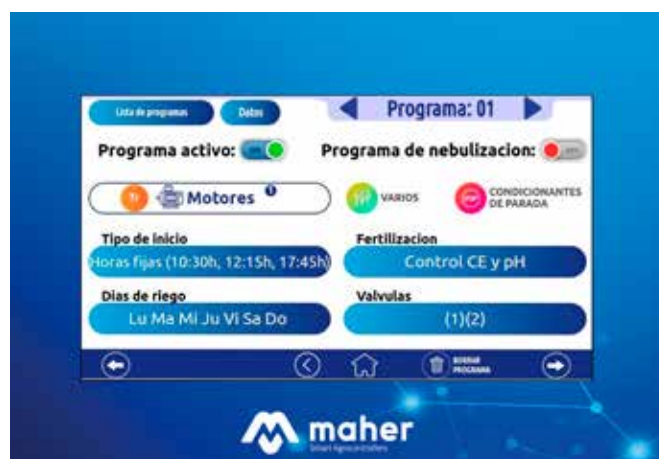 Lista de programas
Datos
Programa: 01
Programa activo:
Programa de nebulizacion:
Motores
VARIOS
CONDICIONANTES
DE PARADA
Tipo de Inicio
Horas fijas (10:30h, 12:15h, 17:45h)
Fertilizacion
Control CE y pH
Dias de riego
Lu Ma Mi Ju Vi Sa Do
Valvulas
(1)(2)
BORRAR
PROGRAMA
maher
Smart Agrocontrollers